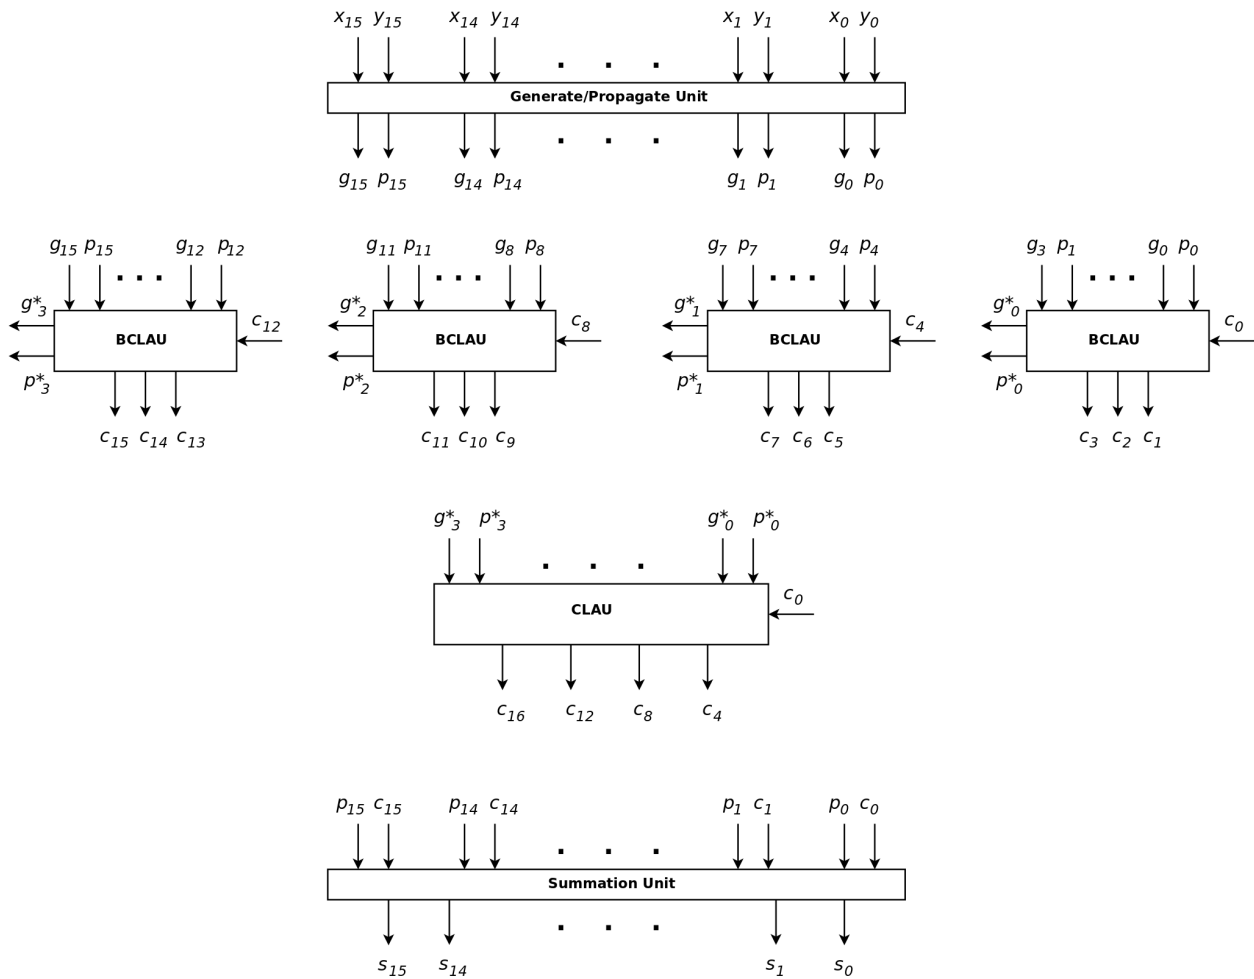 x15 y15 x14 y14 . . . x1 y1 x0 y0
Generate/Propagate Unit
. . .
g15 p15 g14 p14 g1 p1 g0 p0
g15 p15 . . . g12 p12 g11 p11 . . . g8 p8 g7 p7 . . . g4 p4 g3 p1 . . . g0 p0
g*3 g*2 g*1 g*0
c12 c8 c4 c0
BCLAU BCLAU BCLAU BCLAU
p*3 p*2 p*1 p*0
c15 c14 c13 c11 c10 c9 c7 c6 c5 c3 c2 c1
g*3 p*3 . . . g*0 p*0
c0
CLAU
c16 c12 c8 c4
p15 c15 p14 c14 . . . p1 c1 p0 c0
Summation Unit
. . .
s15 s14 s1 s0